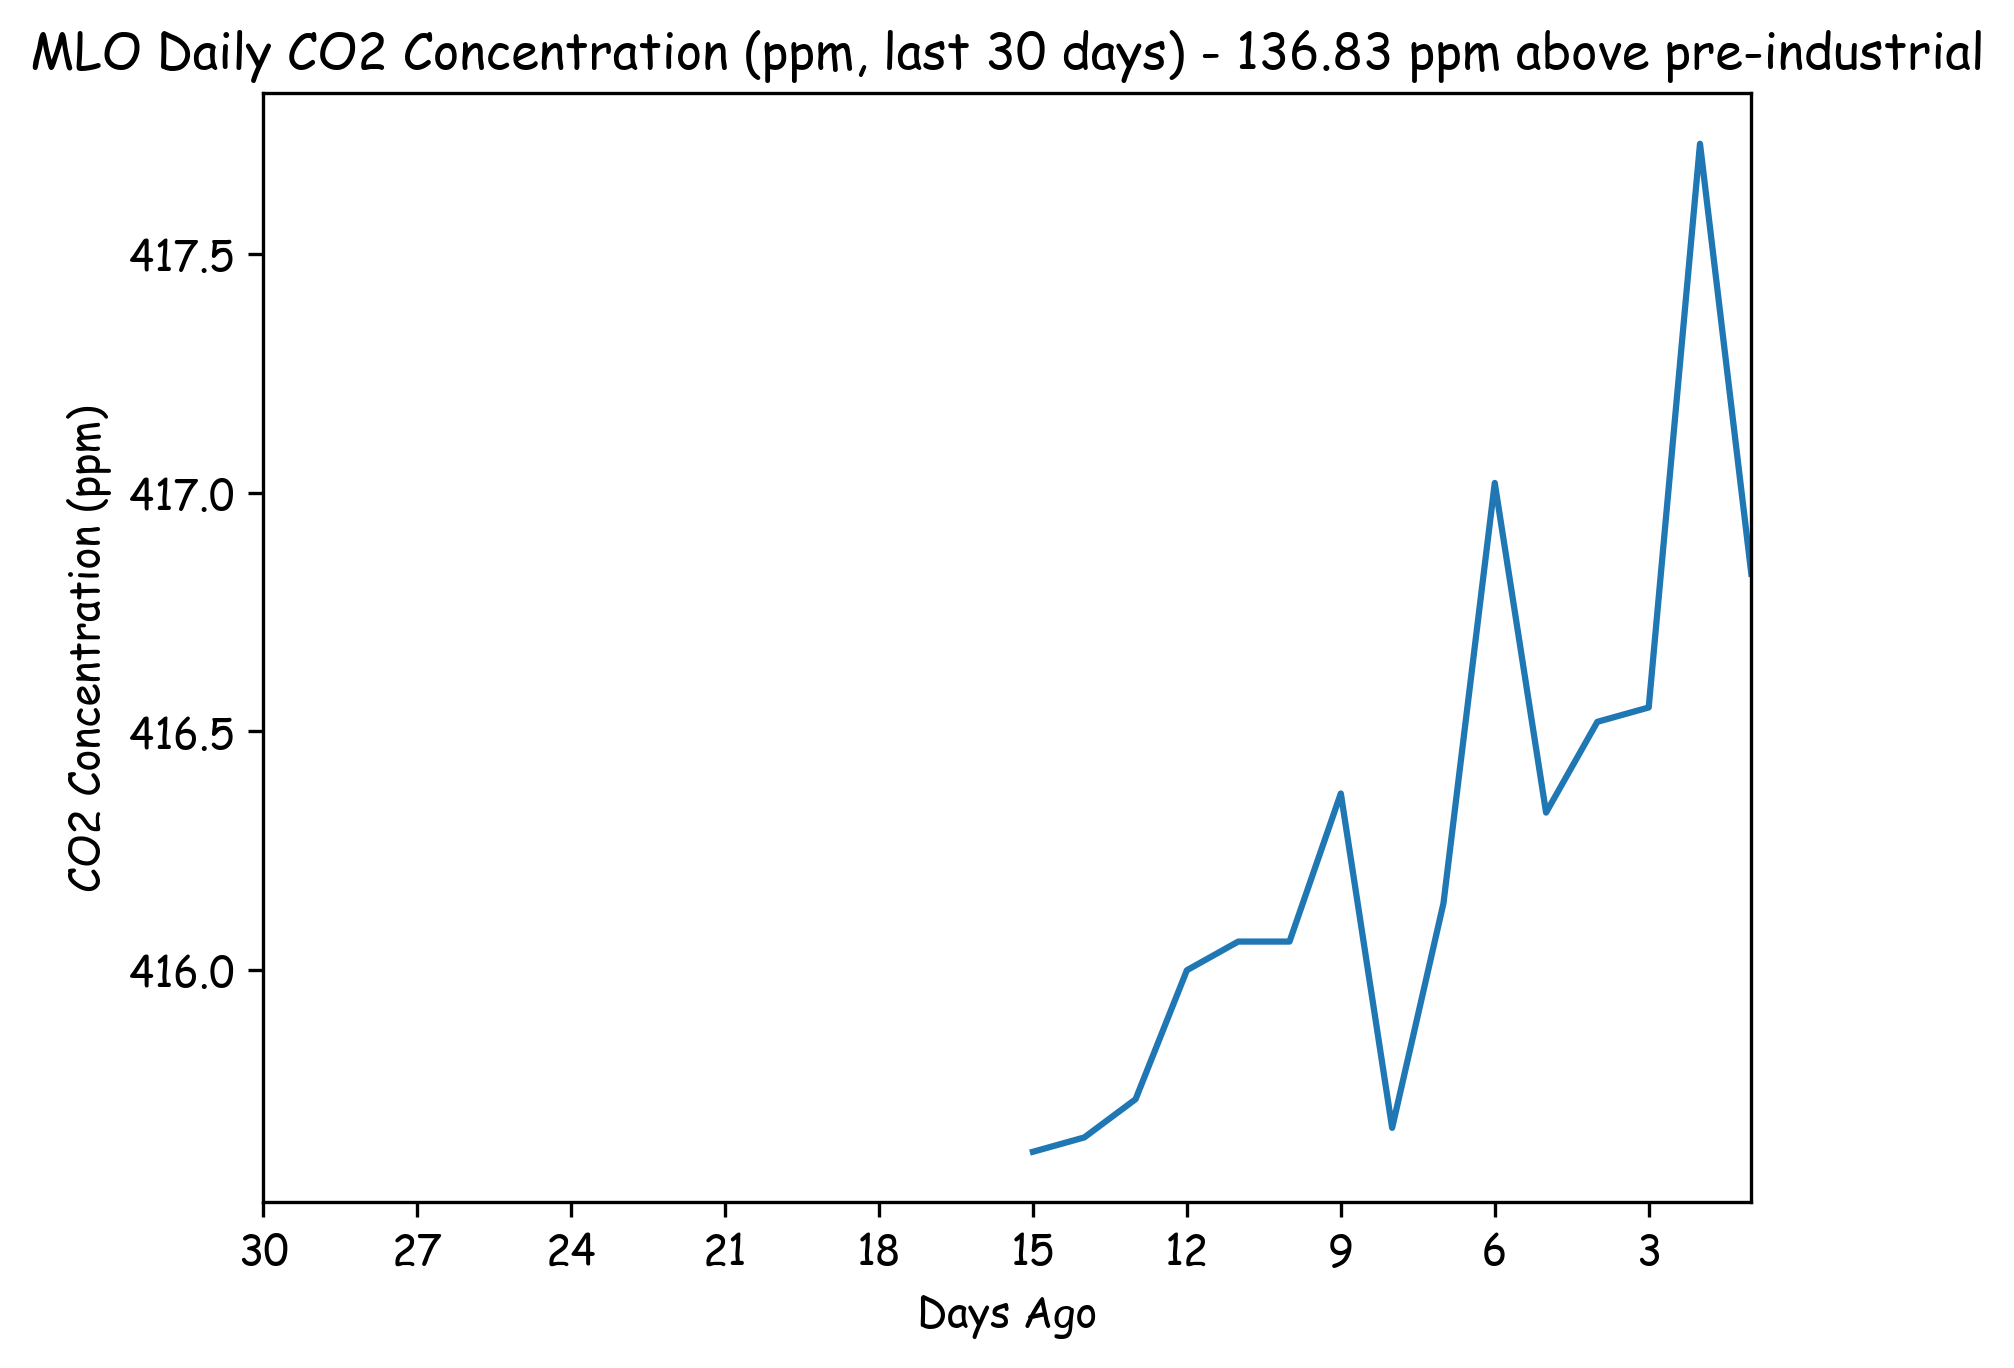 MLO Daily CO2 Concentration (ppm, last 30 days) - 136.83 ppm above pre-industrial
CO2 Concentration (ppm)
417.5
417.0
416.5
416.0
30 27 24 21 18 15 12 9 6 3
Days Ago